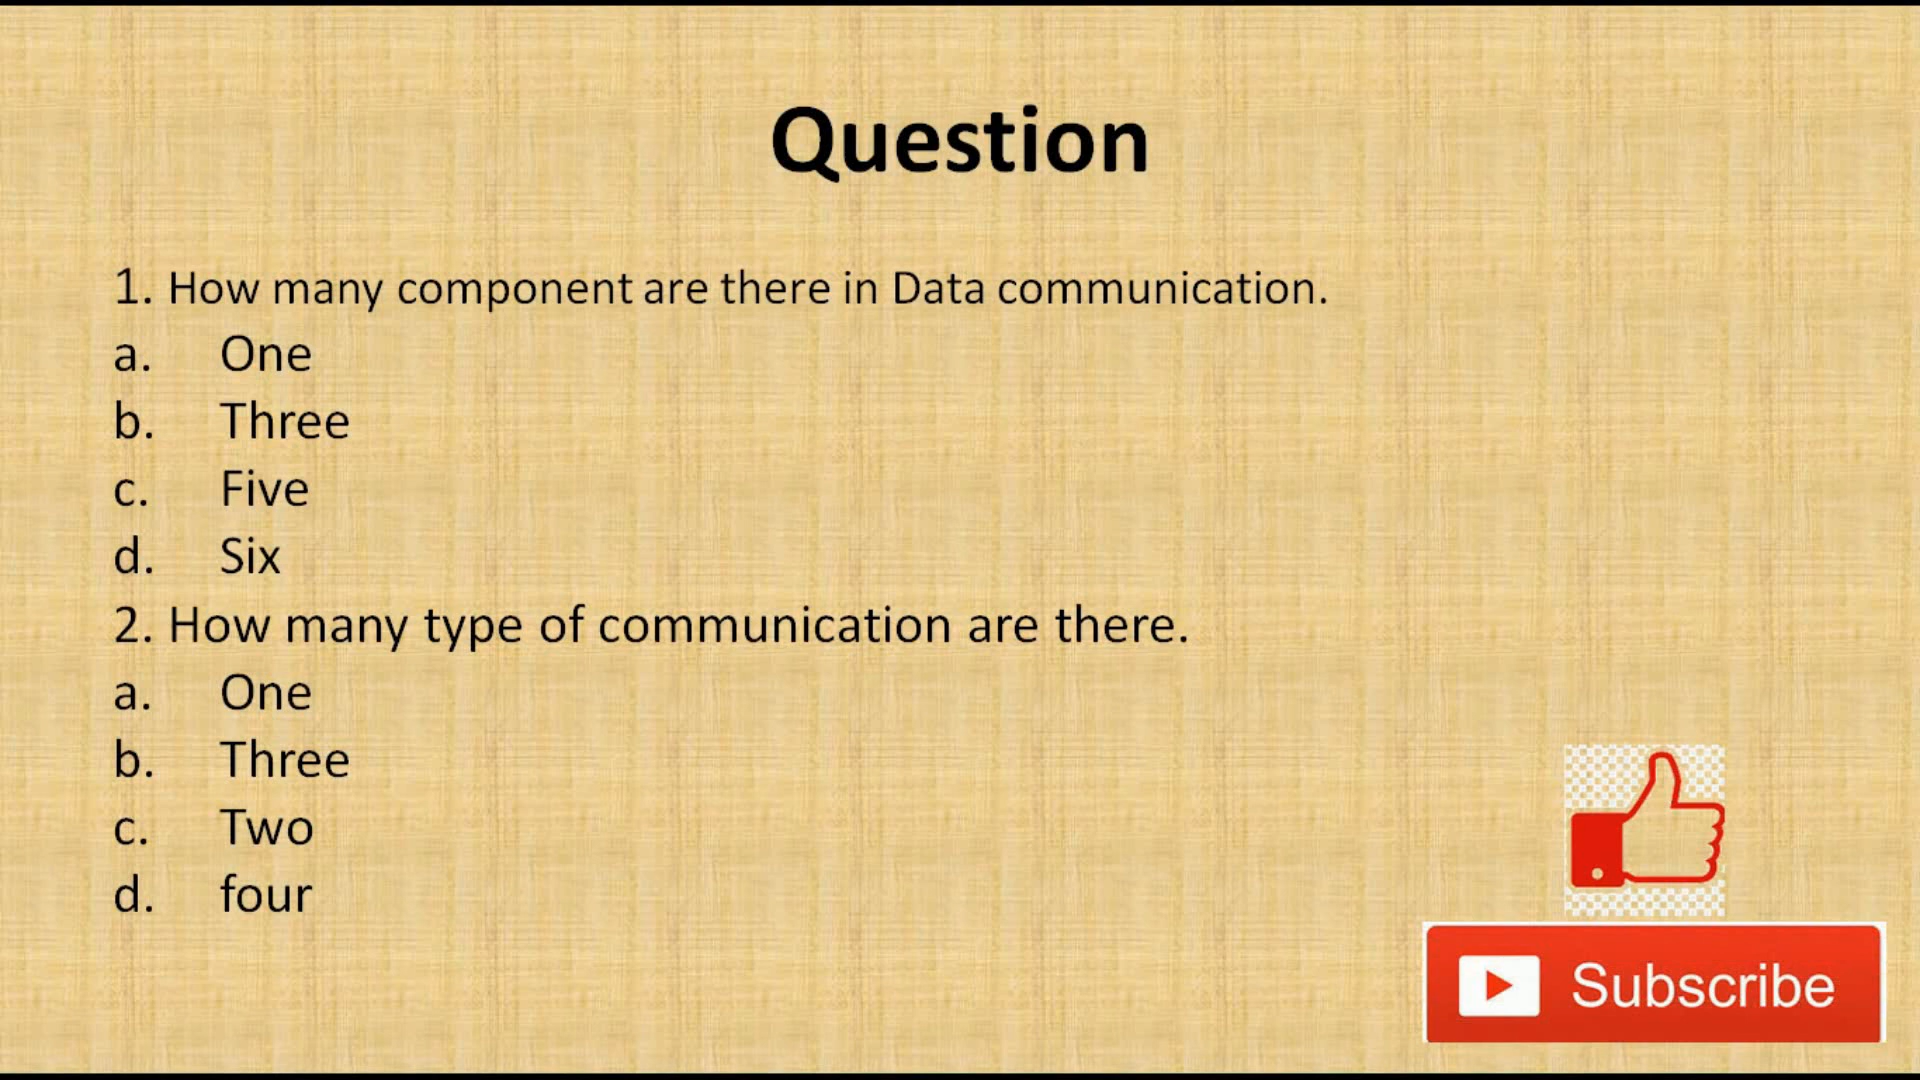 Question
1. How many component are there in Data communication.
a. One
b. Three
c. Five
d. Six
2. How many type of communication are there.
a. One
b. Three
c. Two
d. four
Subscribe